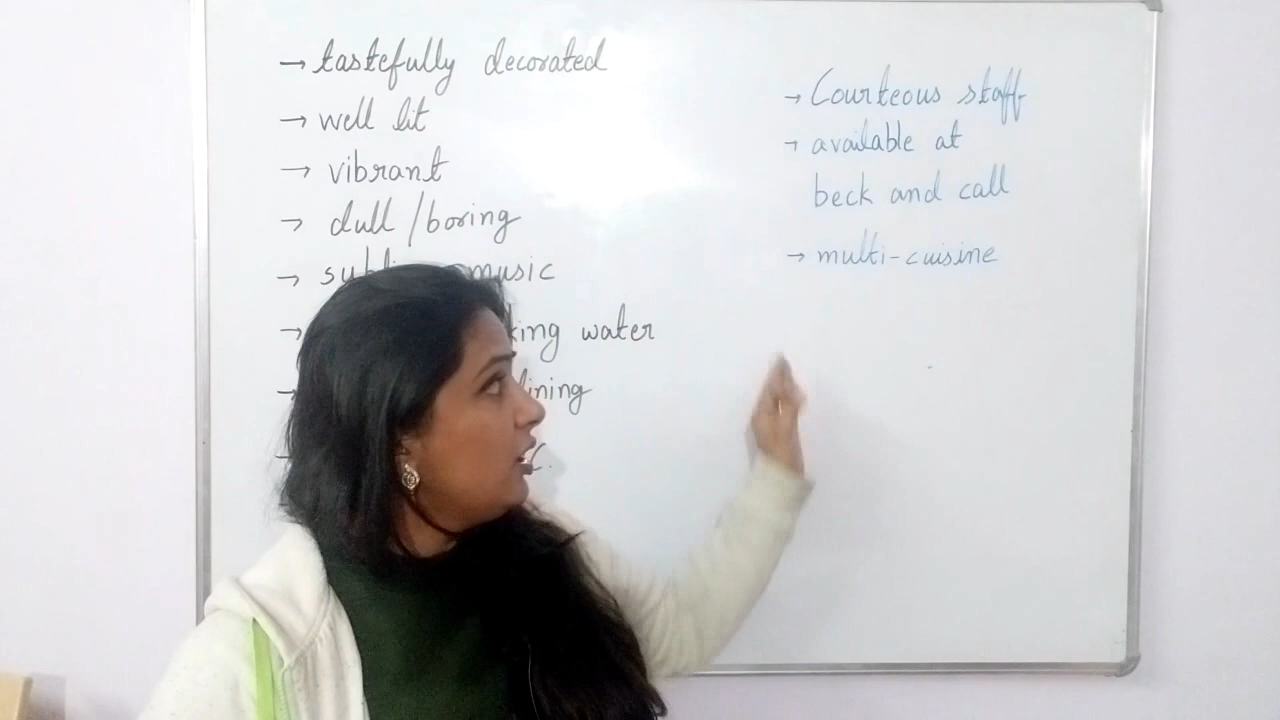 → tastefully decorated
→ well lit
→ vibrant
→ dull / boring
→ music
→ water
→
→ Courteous staff
→ available at
beck and call
→ multi-cuisine